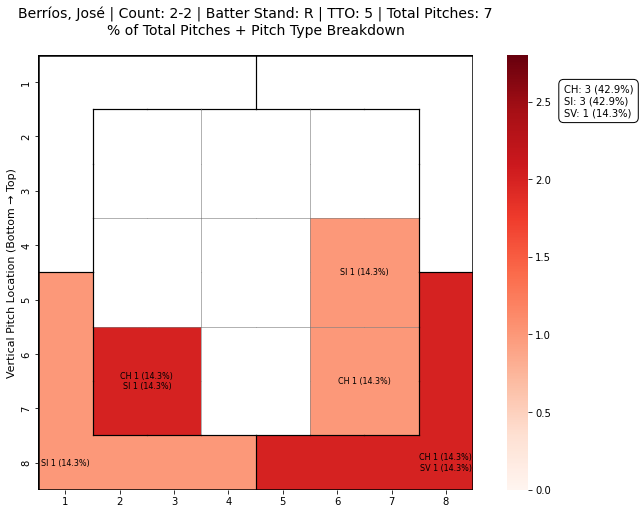 Berríos, José | Count: 2-2 | Batter Stand: R | TTO: 5 | Total Pitches: 7
% of Total Pitches + Pitch Type Breakdown
CH: 3 (42.9%)
SI: 3 (42.9%)
SV: 1 (14.3%)
Vertical Pitch Location (Bottom → Top)
1
2
3
4
5
6
7
8
SI 1 (14.3%)
CH 1 (14.3%)
SI 1 (14.3%)
CH 1 (14.3%)
SI 1 (14.3%)
CH 1 (14.3%)
SV 1 (14.3%)
1 2 3 4 5 6 7 8
2.5
2.0
1.5
1.0
0.5
0.0